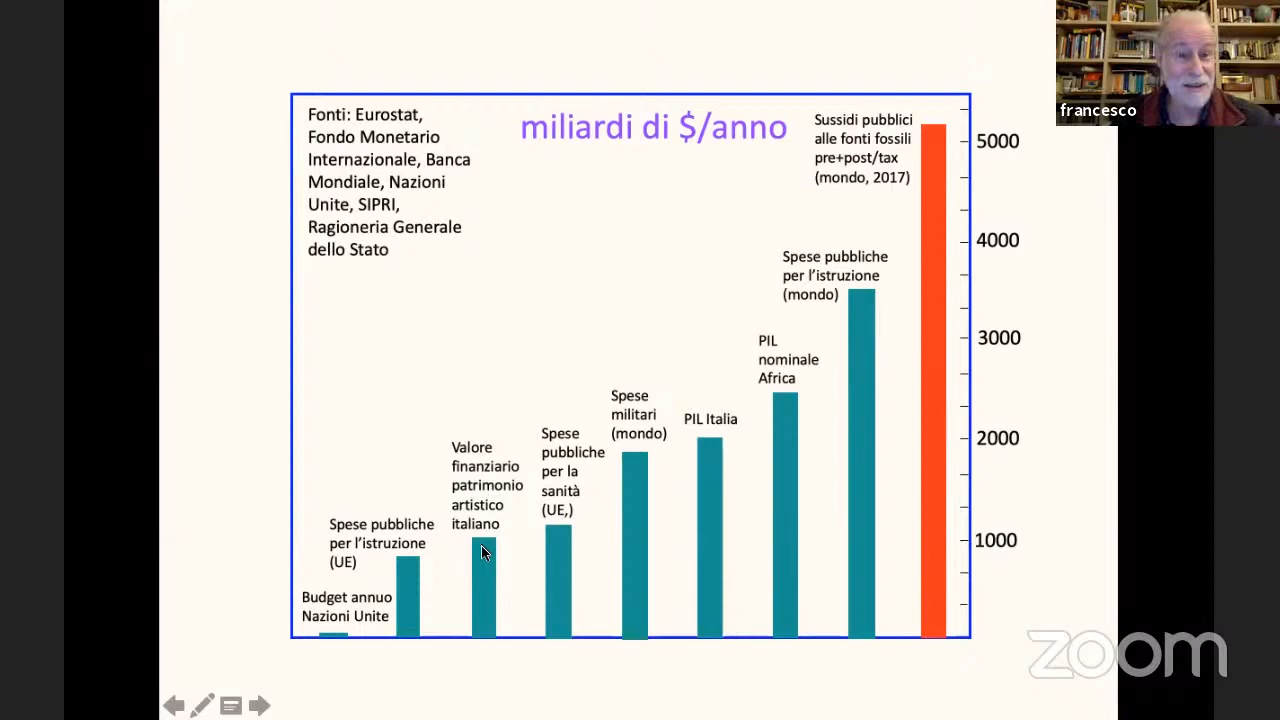 Fonti: Eurostat,
Fondo Monetario
Internazionale, Banca
Mondiale, Nazioni
Unite, SIPRI,
Ragioneria Generale
dello Stato
miliardi di $/anno
Budget annuo
Nazioni Unite
Spese pubbliche
per l’istruzione
(UE)
Valore
finanziario
patrimonio
artistico
italiano
Spese
pubbliche
per la
sanità
(UE,)
Spese
militari
(mondo)
PIL Italia
PIL
nominale
Africa
Spese pubbliche
per l’istruzione
(mondo)
Sussidi pubblici
alle fonti fossili
pre+post/tax
(mondo, 2017)
5000
4000
3000
2000
1000
francesco
zoom